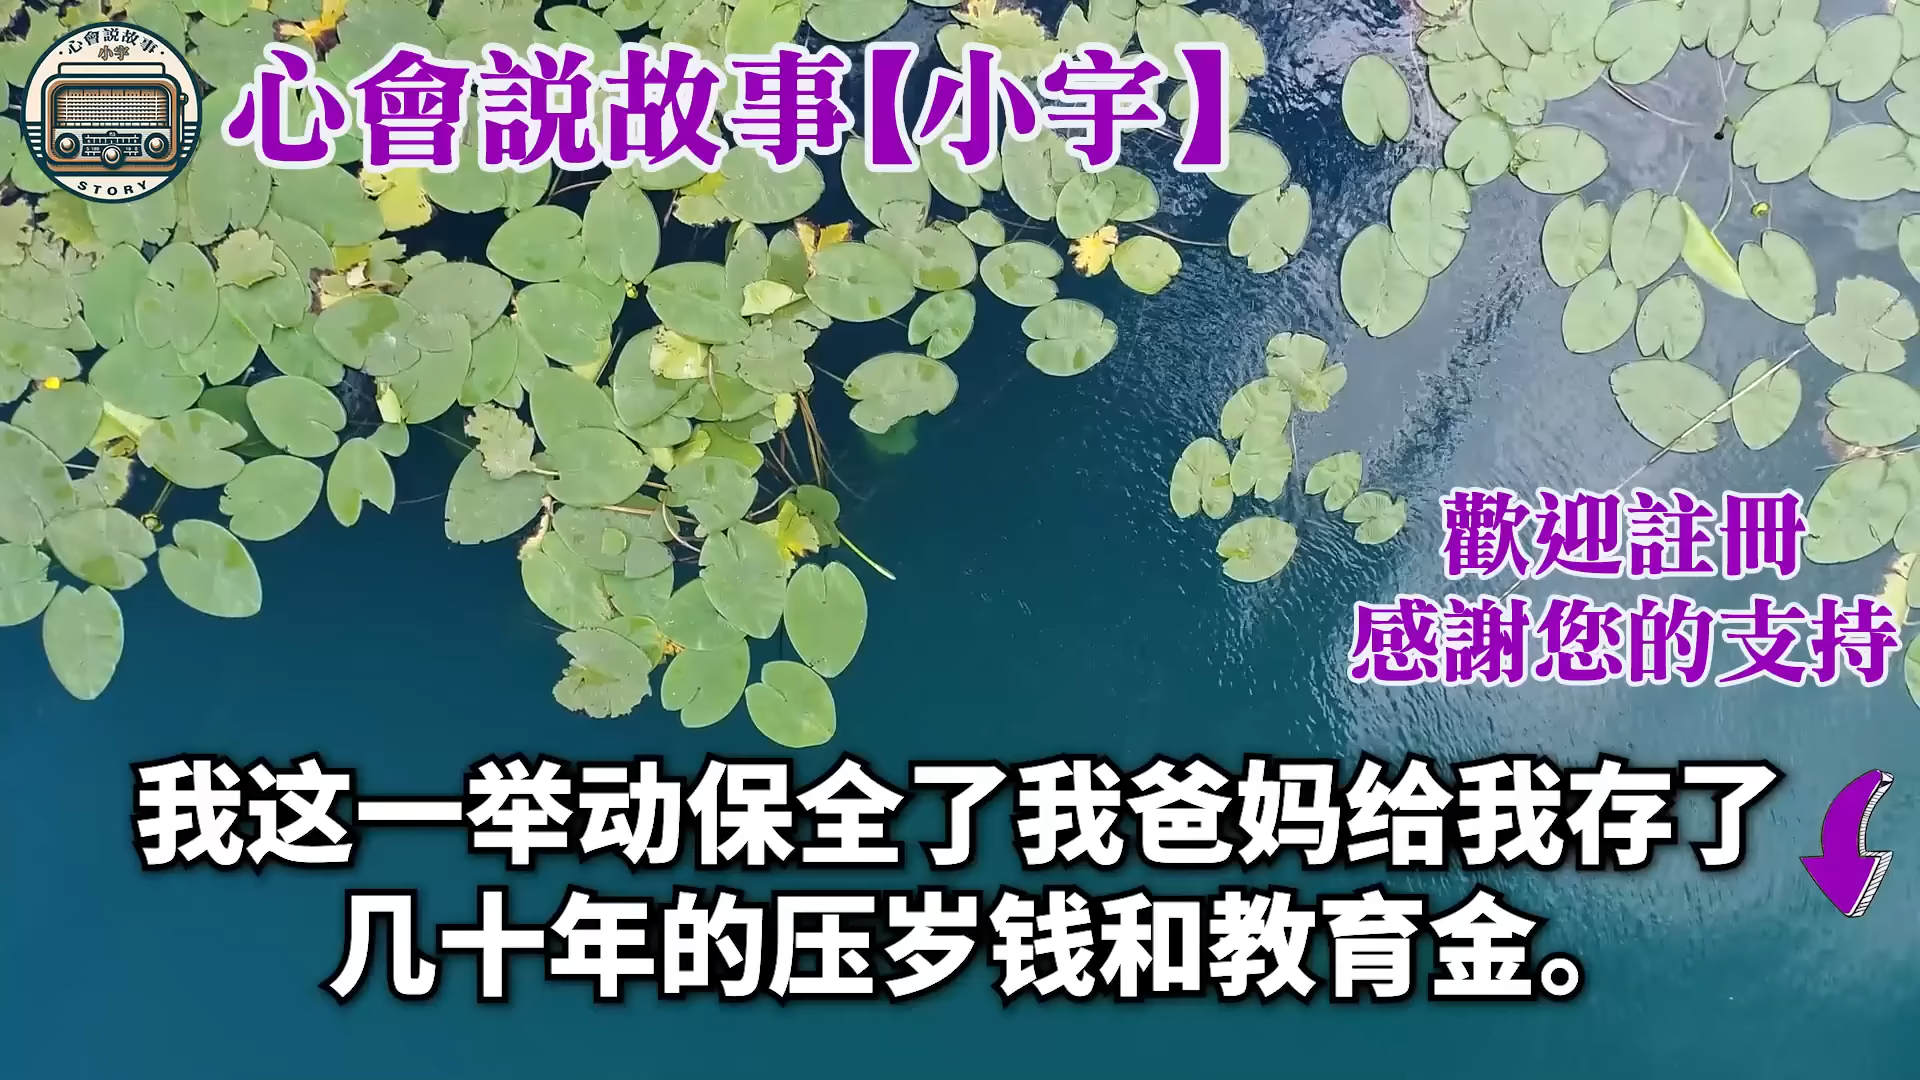 ·心會説故事·
小宇
STORY
心會説故事【小宇】
歡迎註冊
感謝您的支持
我这一举动保全了我爸妈给我存了
几十年的压岁钱和教育金。